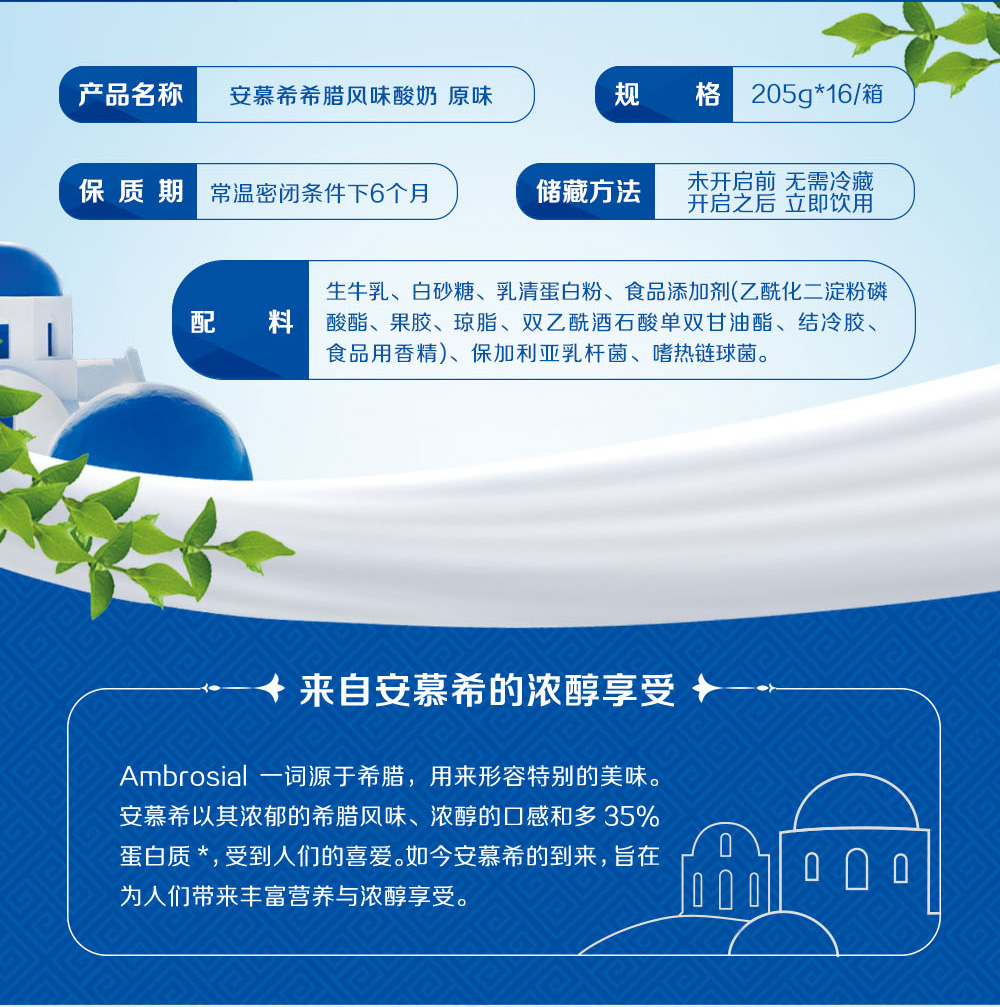 产品名称 安慕希希腊风味酸奶 原味
规 格 205g*16/箱
保质期 常温密闭条件下6个月
储藏方法 未开启前 无需冷藏
开启之后 立即饮用
配 料 生牛乳、白砂糖、乳清蛋白粉、食品添加剂(乙酰化二淀粉磷
酸酯、果胶、琼脂、双乙酰酒石酸单双甘油酯、结冷胶、
食品用香精)、保加利亚乳杆菌、嗜热链球菌。
来自安慕希的浓醇享受
Ambrosial 一词源于希腊，用来形容特别的美味。
安慕希以其浓郁的希腊风味、浓醇的口感和多 35%
蛋白质*，受到人们的喜爱。如今安慕希的到来，旨在
为人们带来丰富营养与浓醇享受。